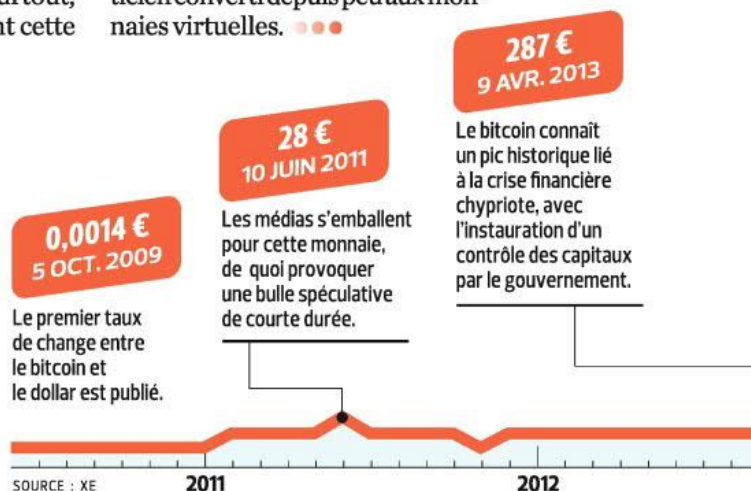 nt cette
naies virtuelles.
287 €
9 AVR. 2013
Le bitcoin connaît
un pic historique lié
à la crise financière
chypriote, avec
l'instauration d'un
contrôle des capitaux
par le gouvernement.
28 €
10 JUIN 2011
Les médias s'emballent
pour cette monnaie,
de quoi provoquer
une bulle spéculative
de courte durée.
0,0014 €
5 OCT. 2009
Le premier taux
de change entre
le bitcoin et
le dollar est publié.
SOURCE : XE
2011
2012